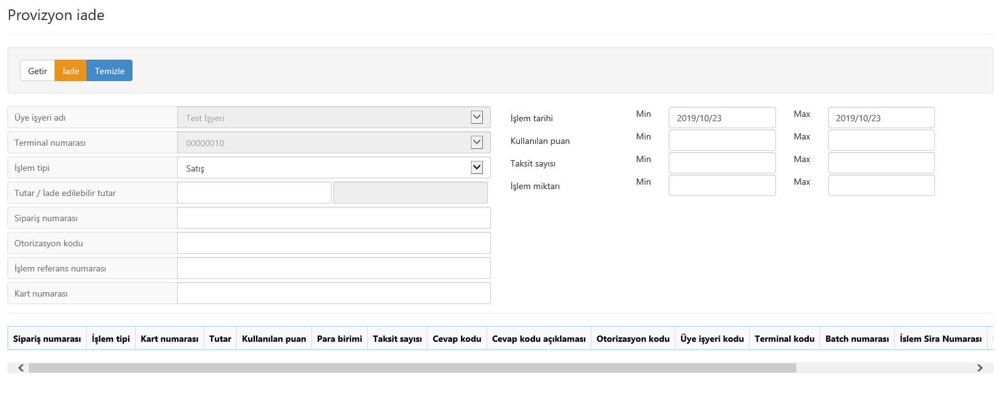 Provizyon iade
Getir İade Temizle
Üye işyeri adı Test İşyeri
Terminal numarası 00000010
İşlem tipi Satış
Tutar / İade edilebilir tutar
Sipariş numarası
Otorizasyon kodu
İşlem referans numarası
Kart numarası
İşlem tarihi Min 2019/10/23 Max 2019/10/23
Kullanılan puan Min Max
Taksit sayısı Min Max
İşlem miktarı Min Max
Sipariş numarası İşlem tipi Kart numarası Tutar Kullanılan puan Para birimi Taksit sayısı Cevap kodu Cevap kodu açıklaması Otorizasyon kodu Üye işyeri kodu Terminal kodu Batch numarası İslem Sira Numarası